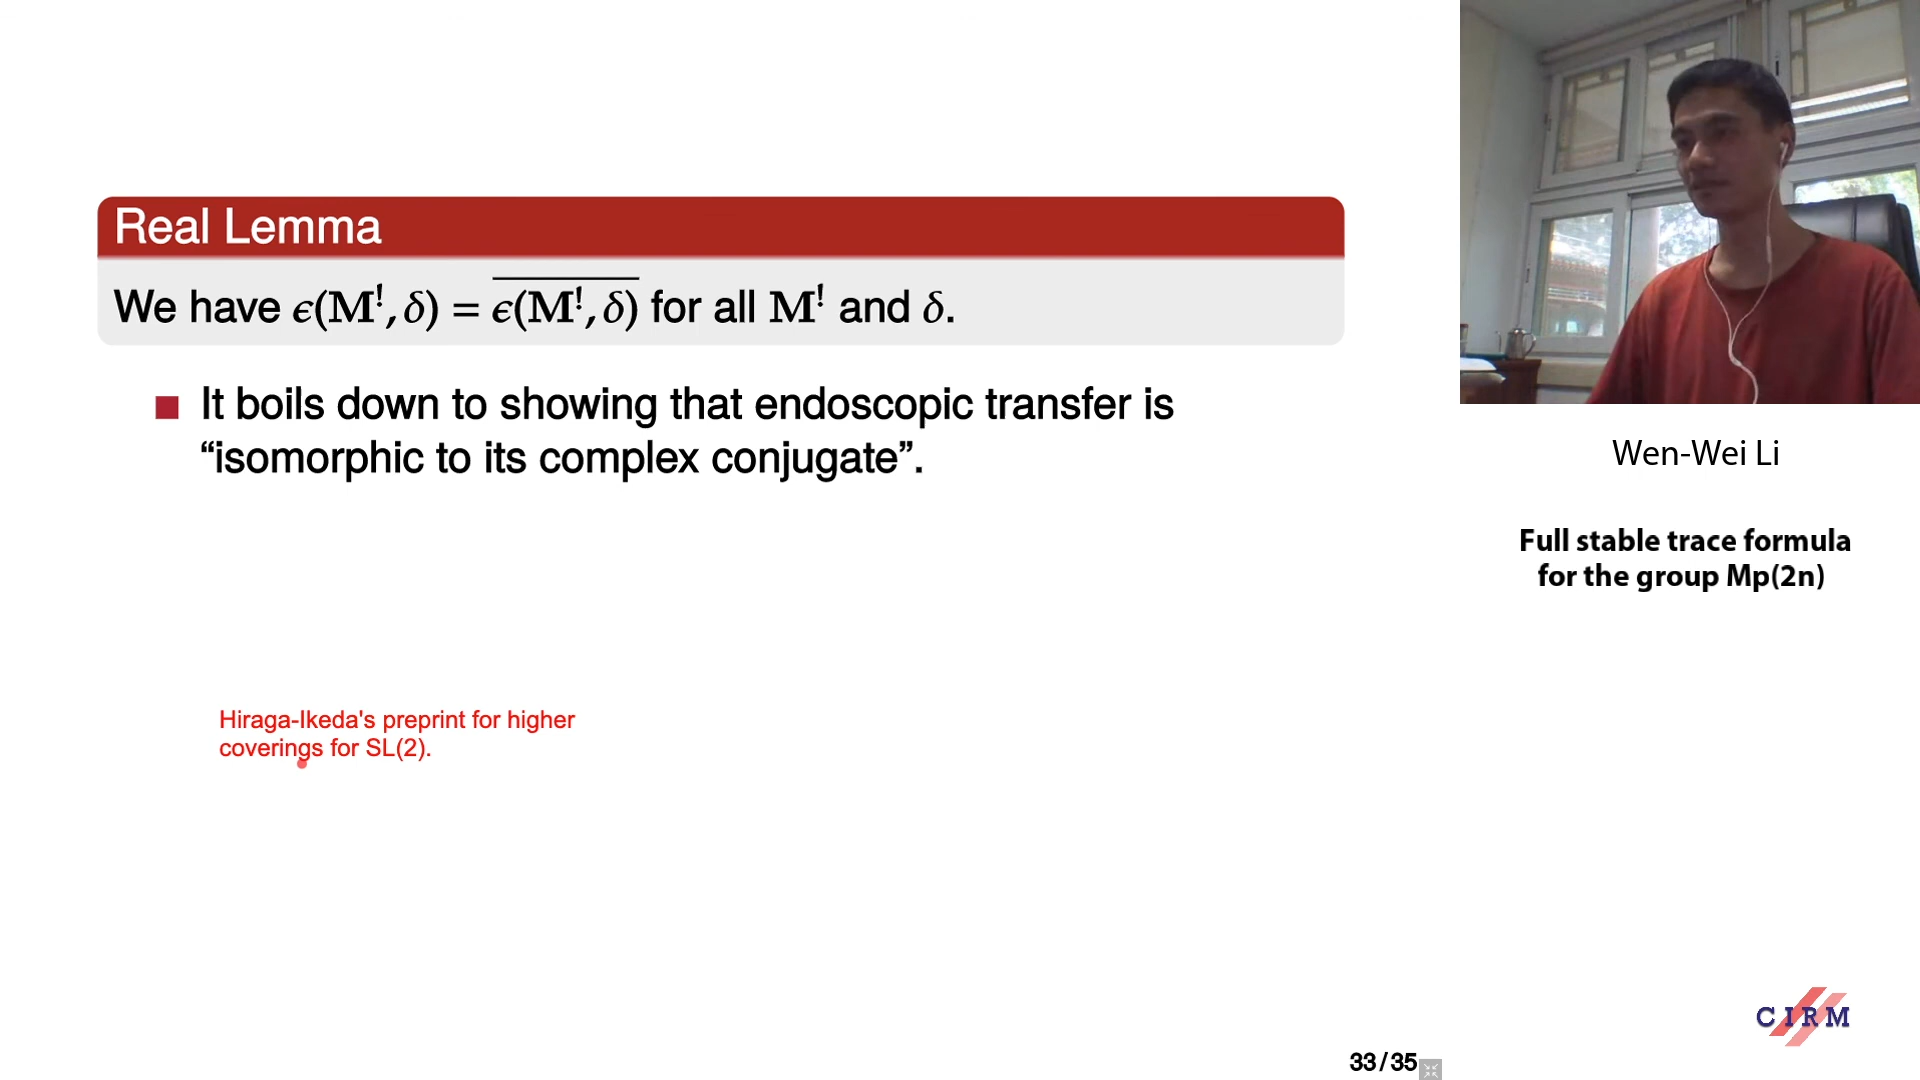 Real Lemma
We have ϵ(M^!, δ) = \overline{ϵ(M^!, δ)} for all M^! and δ.
It boils down to showing that endoscopic transfer is
“isomorphic to its complex conjugate”.
Hiraga-Ikeda's preprint for higher
coverings for SL(2).
33/35
Wen-Wei Li
Full stable trace formula
for the group Mp(2n)
CIRM